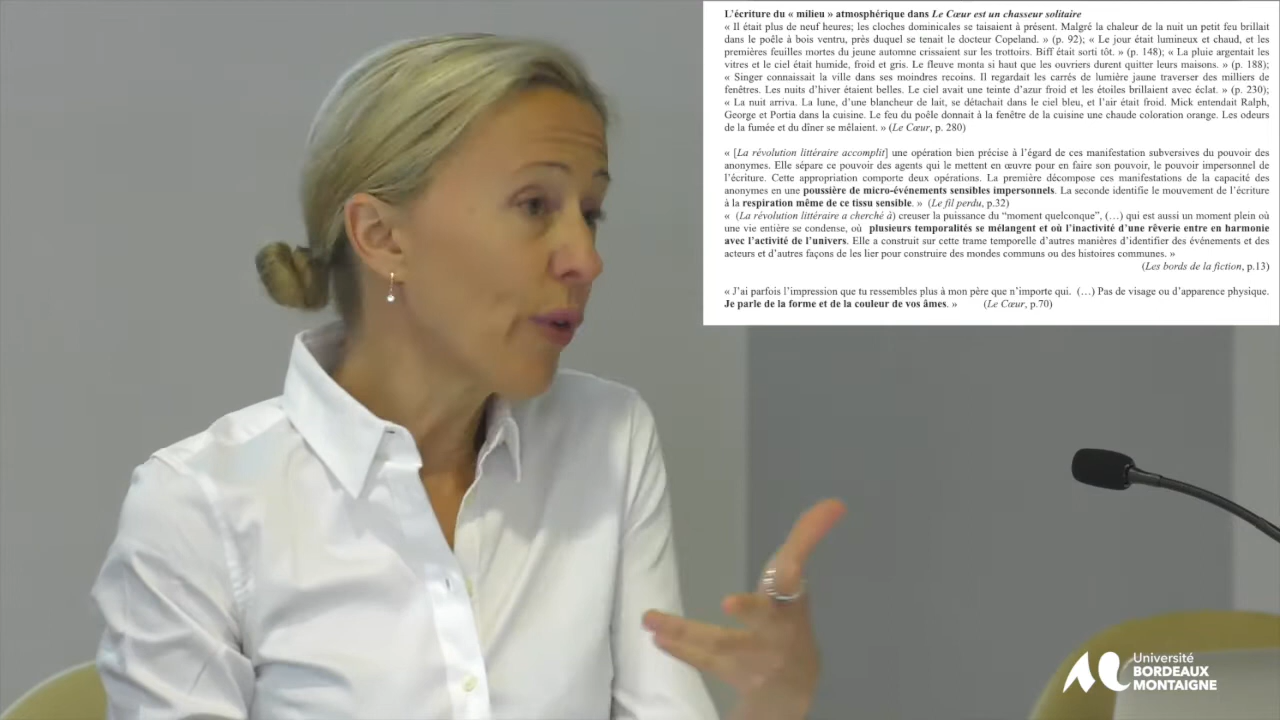 L'écriture du « milieu » atmosphérique dans Le Cœur est un chasseur solitaire
« Il était plus de neuf heures; les cloches dominicales se taisaient à présent. Malgré la chaleur de la nuit un petit feu brillait
dans le poêle à bois ventru, près duquel se tenait le docteur Copeland. » (p. 92); « Le jour était lumineux et chaud, et les
premières feuilles mortes du jeune automne crissaient sur les trottoirs. Biff était sorti tôt. » (p. 148); « La pluie argentait les
vitres et le ciel était humide, froid et gris. Le fleuve monta si haut que les ouvriers durent quitter leurs maisons. » (p. 188);
« Singer connaissait la ville dans ses moindres recoins. Il regardait les carrés de lumière jaune traverser des milliers de
fenêtres. Les nuits d'hiver étaient belles. Le ciel avait une teinte d'azur froid et les étoiles brillaient avec éclat. » (p. 230);
« La nuit arriva. La lune, d'une blancheur de lait, se détachait dans le ciel bleu, et l'air était froid. Mick entendait Ralph,
George et Portia dans la cuisine. Le feu du poêle donnait à la fenêtre de la cuisine une chaude coloration orange. Les odeurs
de la fumée et du dîner se mêlaient. » (Le Cœur, p. 280)
« [La révolution littéraire accomplit] une opération bien précise à l'égard de ces manifestation subversives du pouvoir des
anonymes. Elle sépare ce pouvoir des agents qui le mettent en œuvre pour en faire son pouvoir, le pouvoir impersonnel de
l'écriture. Cette appropriation comporte deux opérations. La première décompose ces manifestations de la capacité des
anonymes en une poussière de micro-événements sensibles impersonnels. La seconde identifie le mouvement de l'écriture
à la respiration même de ce tissu sensible. » (Le fil perdu, p.32)
« (La révolution littéraire a cherché à) creuser la puissance du "moment quelconque", (…) qui est aussi un moment plein où
une vie entière se condense, où plusieurs temporalités se mélangent et où l'inactivité d'une rêverie entre en harmonie
avec l'activité de l'univers. Elle a construit sur cette trame temporelle d'autres manières d'identifier des événements et des
acteurs et d'autres façons de les lier pour construire des mondes communs ou des histoires communes. »
(Les bords de la fiction, p.13)
« J'ai parfois l'impression que tu ressembles plus à mon père que n'importe qui. (…) Pas de visage ou d'apparence physique.
Je parle de la forme et de la couleur de vos âmes. » (Le Cœur, p.70)
Université
BORDEAUX
MONTAIGNE